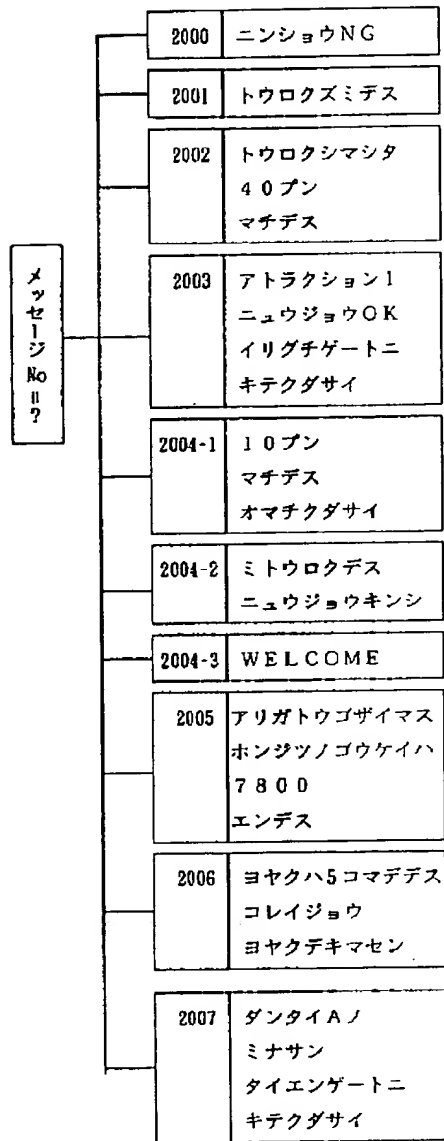 メッセージNo=?
2000 ニンショウNG
2001 トウロクズミデス
2002 トウロクシマシタ
40プン
マチデス
2003 アトラクション1
ニュウジョウOK
イリグチゲートニ
キテクダサイ
2004-1 10プン
マチデス
オマチクダサイ
2004-2 ミトウロクデス
ニュウジョウキンシ
2004-3 WELCOME
2005 アリガトウゴザイマス
ホンジツノゴウケイハ
7800
エンデス
2006 ヨヤクハ5コマデデス
コレイジョウ
ヨヤクデキマセン
2007 ダンタイAノ
ミナサン
タイエンゲートニ
キテクダサイ